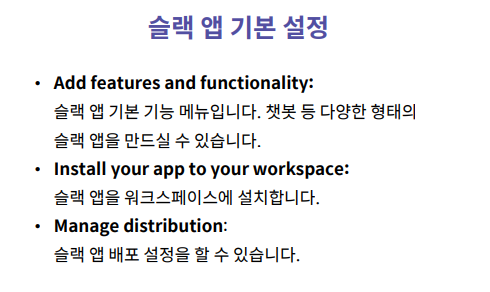 슬랙 앱 기본 설정
• Add features and functionality:
슬랙 앱 기본 기능 메뉴입니다. 챗봇 등 다양한 형태의
슬랙 앱을 만드실 수 있습니다.
• Install your app to your workspace:
슬랙 앱을 워크스페이스에 설치합니다.
• Manage distribution:
슬랙 앱 배포 설정을 할 수 있습니다.